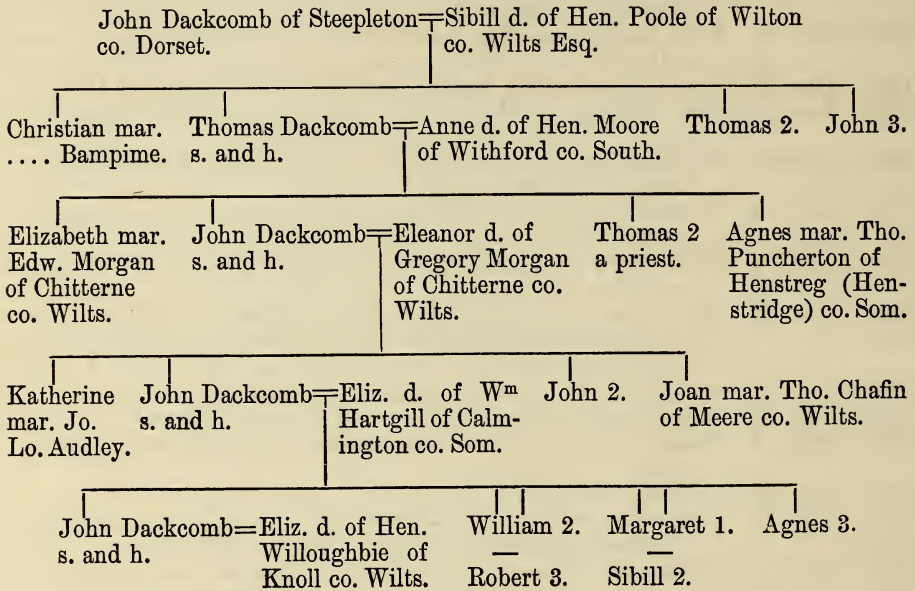 John Dackcomb of Steepleton=Sibill d. of Hen. Poole of Wilton
co. Dorset. co. Wilts Esq.
Christian mar. Thomas Dackcomb=Anne d. of Hen. Moore Thomas 2. John 3.
.... Bampime. s. and h. of Withford co. South.
Elizabeth mar. John Dackcomb=Eleanor d. of Thomas 2 Agnes mar. Tho.
Edw. Morgan s. and h. Gregory Morgan a priest. Puncherton of
of Chitterne of Chitterne co. Henstreg (Hen-
co. Wilts. Wilts. stridge) co. Som.
Katherine John Dackcomb=Eliz. d. of Wm John 2. Joan mar. Tho. Chafin
mar. Jo. s. and h. Hartgill of Calm- of Meere co. Wilts.
Lo. Audley. ington co. Som.
John Dackcomb=Eliz. d. of Hen. William 2. Margaret 1. Agnes 3.
s. and h. Willoughbie of — —
Knoll co. Wilts. Robert 3. Sibill 2.